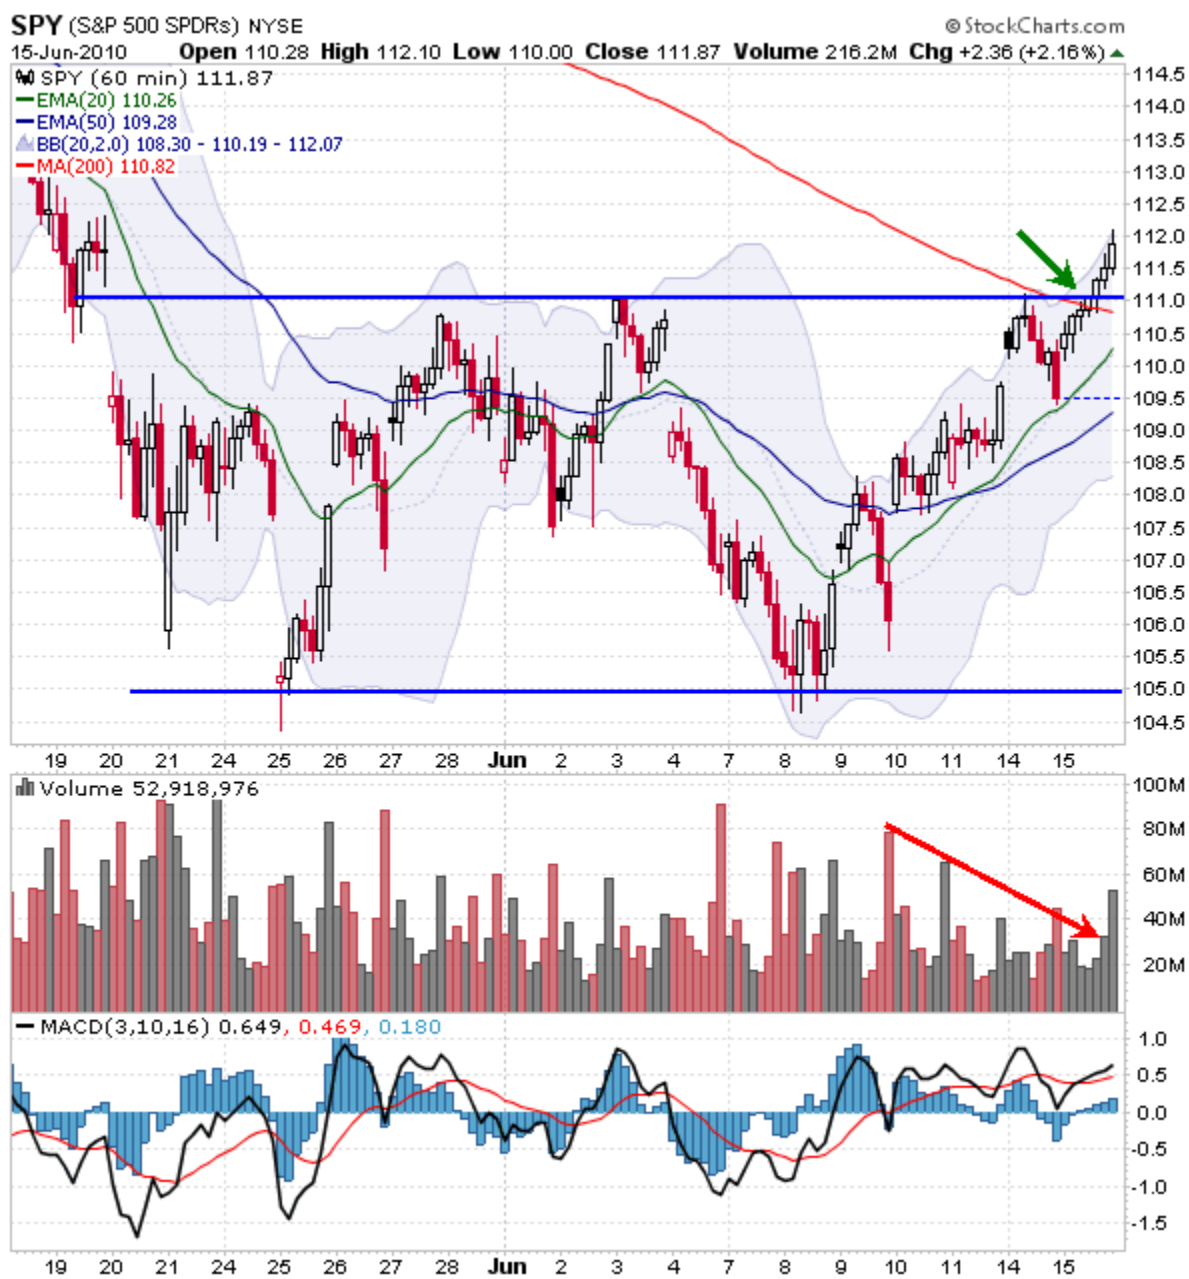 SPY (S&P 500 SPDRs) NYSE © StockCharts.com
15-Jun-2010 Open 110.28 High 112.10 Low 110.00 Close 111.87 Volume 216.2M Chg +2.36 (+2.16%)
SPY (60 min) 111.87
EMA(20) 110.26
EMA(50) 109.28
BB(20,2.0) 108.30 - 110.19 - 112.07
MA(200) 110.82
114.5
114.0
113.5
113.0
112.5
112.0
111.5
111.0
110.5
110.0
109.5
109.0
108.5
108.0
107.5
107.0
106.5
106.0
105.5
105.0
104.5
19 20 21 24 25 26 27 28 Jun 2 3 4 7 8 9 10 11 14 15
Volume 52,918,976
100M
80M
60M
40M
20M
MACD(3,10,16) 0.649, 0.469, 0.180
1.0
0.5
0.0
-0.5
-1.0
-1.5
19 20 21 24 25 26 27 28 Jun 2 3 4 7 8 9 10 11 14 15